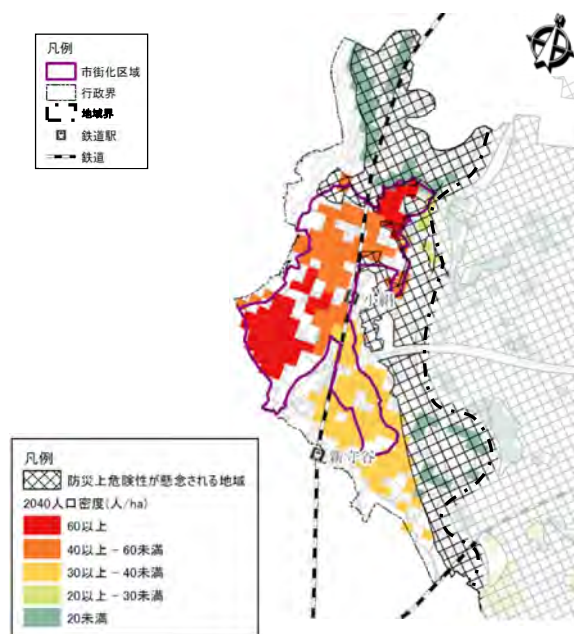 凡例
市街化区域
行政界
地域界
鉄道駅
鉄道
小絹
新守谷
凡例
防災上危険性が懸念される地域
2040人口密度(人/ha)
60以上
40以上 - 60未満
30以上 - 40未満
20以上 - 30未満
20未満